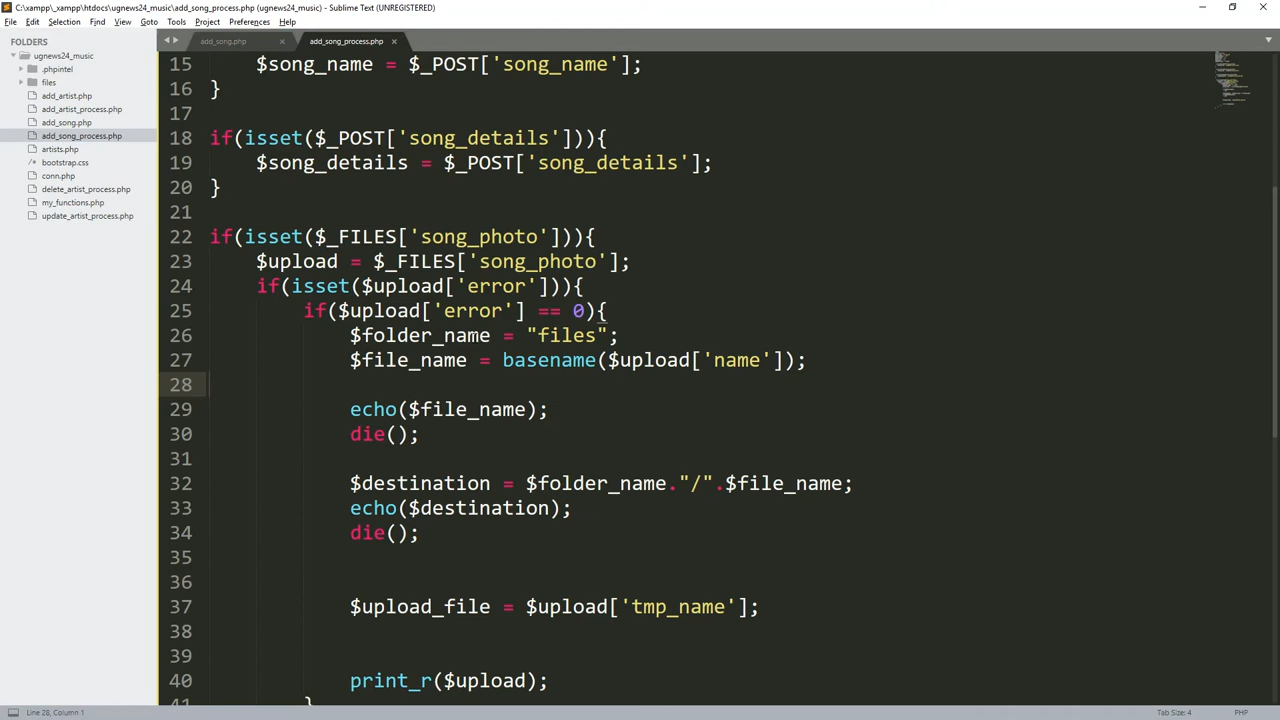 C:\xampp\_xampp\htdocs\ugnews24_music\add_song_process.php (ugnews24_music) - Sublime Text (UNREGISTERED)
File Edit Selection Find View Goto Tools Project Preferences Help
FOLDERS
ugnews24_music
.phpintel
files
add_artist.php
add_artist_process.php
add_song.php
add_song_process.php
artists.php
bootstrap.css
conn.php
delete_artist_process.php
my_functions.php
update_artist_process.php
add_song.php × add_song_process.php ×
15 $song_name = $_POST['song_name'];
16 }
17
18 if(isset($_POST['song_details'])){
19 $song_details = $_POST['song_details'];
20 }
21
22 if(isset($_FILES['song_photo'])){
23 $upload = $_FILES['song_photo'];
24 if(isset($upload['error'])){
25 if($upload['error'] == 0){
26 $folder_name = "files";
27 $file_name = basename($upload['name']);
28
29 echo($file_name);
30 die();
31
32 $destination = $folder_name."/".$file_name;
33 echo($destination);
34 die();
35
36
37 $upload_file = $upload['tmp_name'];
38
39
40 print_r($upload);
41 }
Line 28, Column 1 Tab Size: 4 PHP